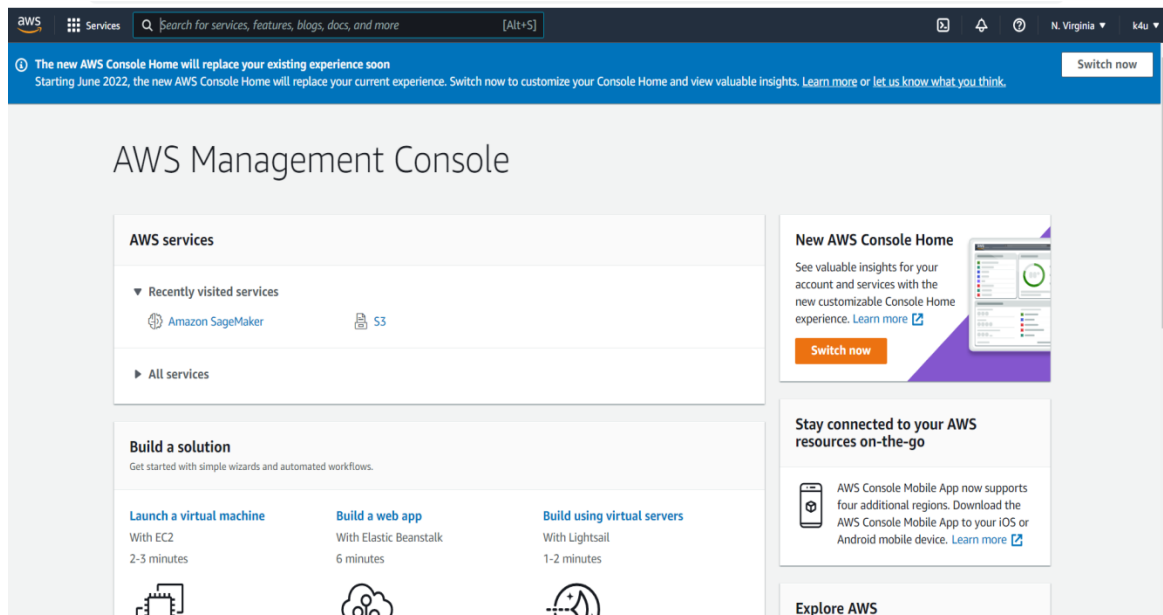 aws
Services
Search for services, features, blogs, docs, and more
[Alt+S]
N. Virginia ▼
k4u ▼
The new AWS Console Home will replace your existing experience soon
Starting June 2022, the new AWS Console Home will replace your current experience. Switch now to customize your Console Home and view valuable insights. Learn more or let us know what you think.
Switch now
AWS Management Console
AWS services
▼ Recently visited services
Amazon SageMaker
S3
▶ All services
Build a solution
Get started with simple wizards and automated workflows.
Launch a virtual machine
With EC2
2-3 minutes
Build a web app
With Elastic Beanstalk
6 minutes
Build using virtual servers
With Lightsail
1-2 minutes
New AWS Console Home
See valuable insights for your
account and services with the
new customizable Console Home
experience. Learn more
Switch now
Stay connected to your AWS
resources on-the-go
AWS Console Mobile App now supports
four additional regions. Download the
AWS Console Mobile App to your iOS or
Android mobile device. Learn more
Explore AWS